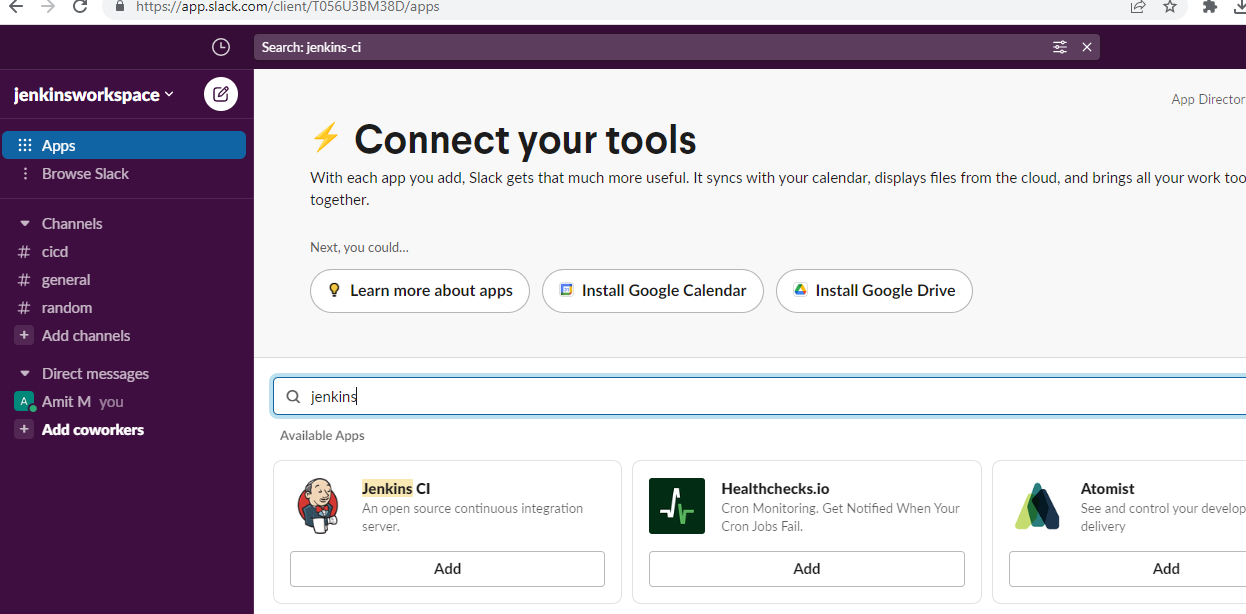 https://app.slack.com/client/T056U3BM38D/apps
Search: jenkins-ci
jenkinsworkspace
App Director
Apps
Browse Slack
Channels
# cicd
# general
# random
+ Add channels
Direct messages
A Amit M you
+ Add coworkers
Connect your tools
With each app you add, Slack gets that much more useful. It syncs with your calendar, displays files from the cloud, and brings all your work too
together.
Next, you could...
Learn more about apps
Install Google Calendar
Install Google Drive
jenkins
Available Apps
Jenkins CI
An open source continuous integration
server.
Add
Healthchecks.io
Cron Monitoring. Get Notified When Your
Cron Jobs Fail.
Add
Atomist
See and control your develop
delivery
Add